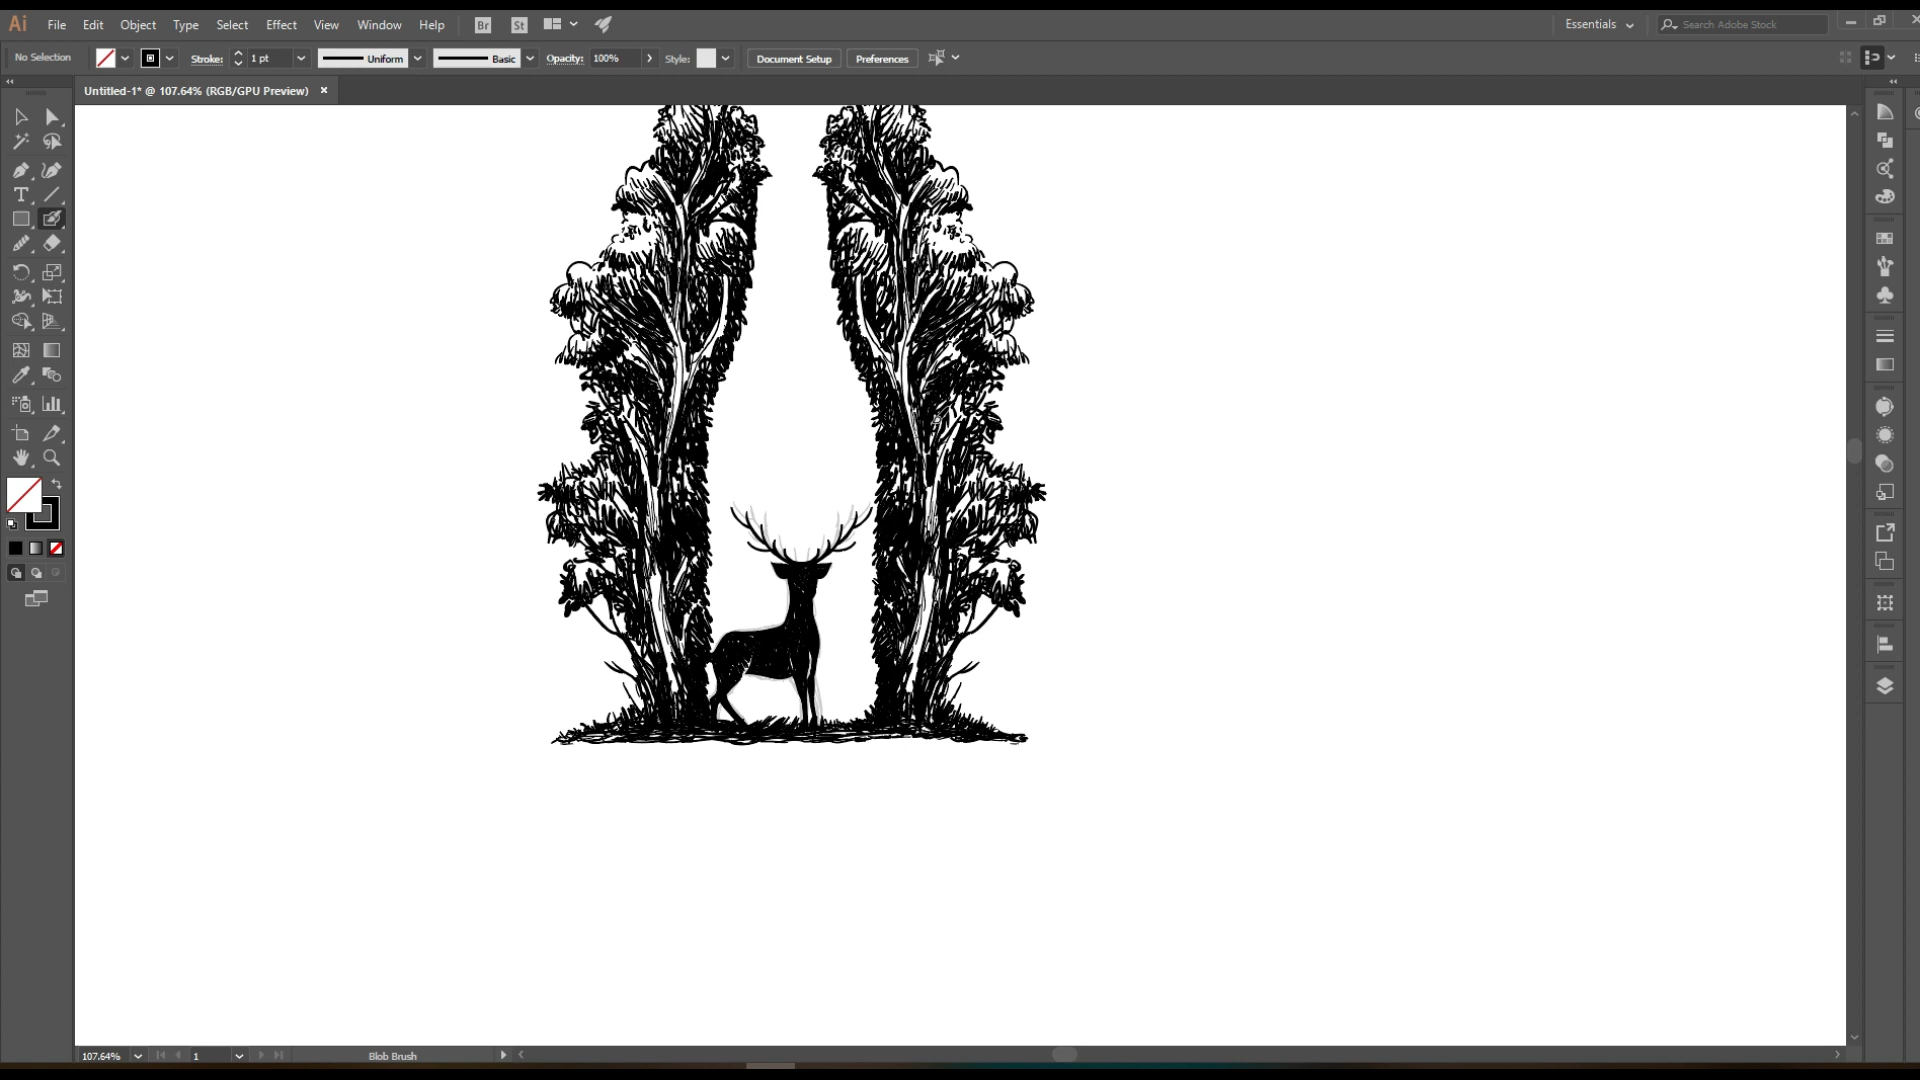 Ai File Edit Object Type Select Effect View Window Help Br St Essentials Search Adobe Stock
No Selection Stroke: 1 pt Uniform Basic Opacity: 100% Style: Document Setup Preferences
Untitled-1* @ 107.64% (RGB/GPU Preview) ×
107.64% 1 Blob Brush